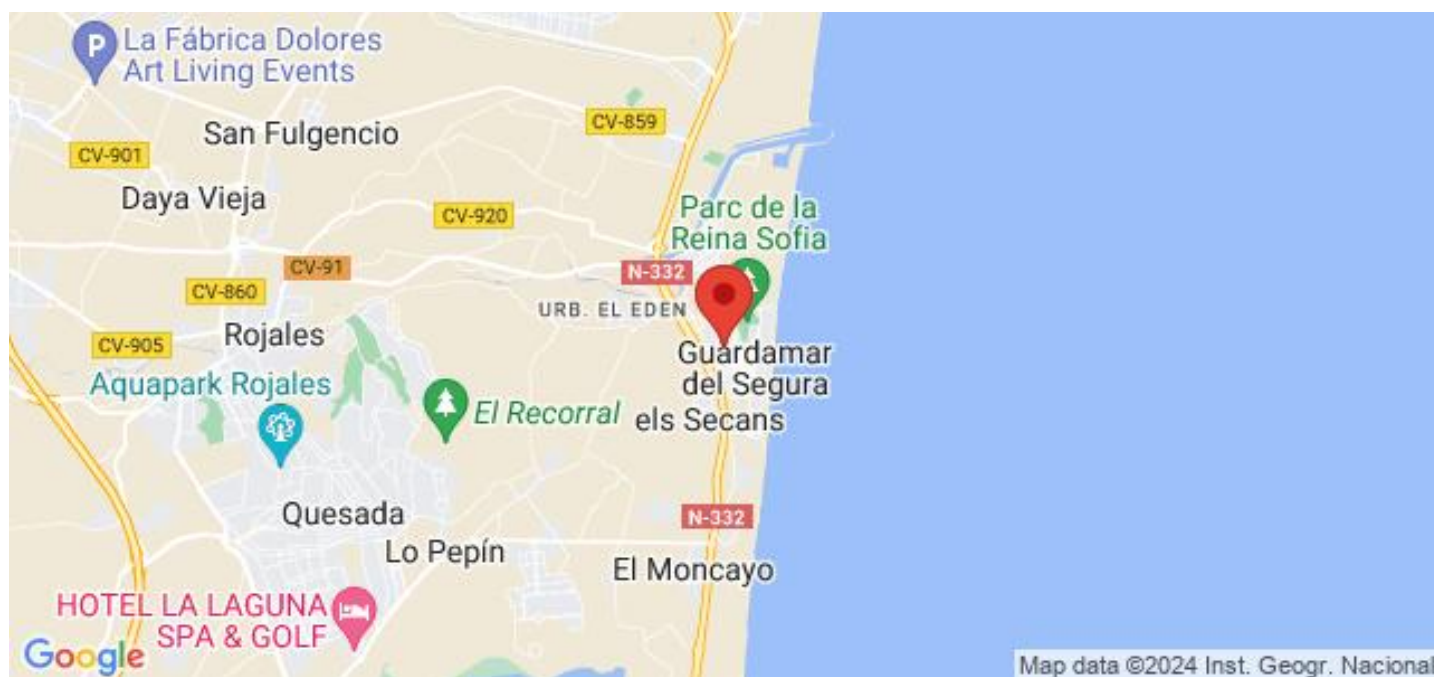 La Fábrica Dolores
Art Living Events
San Fulgencio
CV-859
CV-901
Daya Vieja
CV-920
Parc de la
Reina Sofia
CV-91
N-332
CV-860
URB. EL EDEN
Rojales
CV-905
Guardamar
del Segura
Aquapark Rojales
El Recorral
els Secans
Quesada
N-332
Lo Pepín
El Moncayo
HOTEL LA LAGUNA
SPA & GOLF
Google
Map data ©2024 Inst. Geogr. Nacional